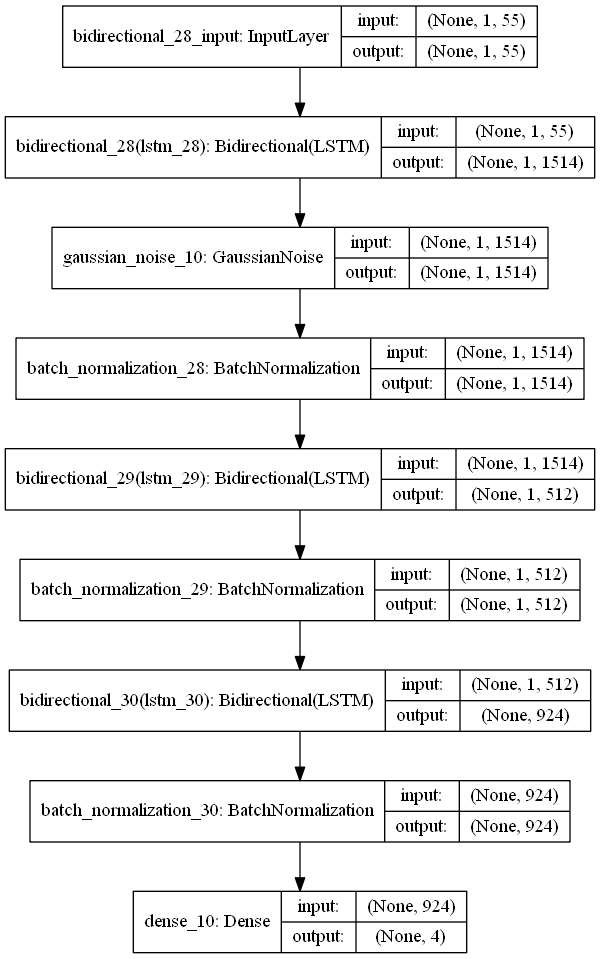 bidirectional_28_input: InputLayer
input: (None, 1, 55)
output: (None, 1, 55)
bidirectional_28(lstm_28): Bidirectional(LSTM)
input: (None, 1, 55)
output: (None, 1, 1514)
gaussian_noise_10: GaussianNoise
input: (None, 1, 1514)
output: (None, 1, 1514)
batch_normalization_28: BatchNormalization
input: (None, 1, 1514)
output: (None, 1, 1514)
bidirectional_29(lstm_29): Bidirectional(LSTM)
input: (None, 1, 1514)
output: (None, 1, 512)
batch_normalization_29: BatchNormalization
input: (None, 1, 512)
output: (None, 1, 512)
bidirectional_30(lstm_30): Bidirectional(LSTM)
input: (None, 1, 512)
output: (None, 924)
batch_normalization_30: BatchNormalization
input: (None, 924)
output: (None, 924)
dense_10: Dense
input: (None, 924)
output: (None, 4)